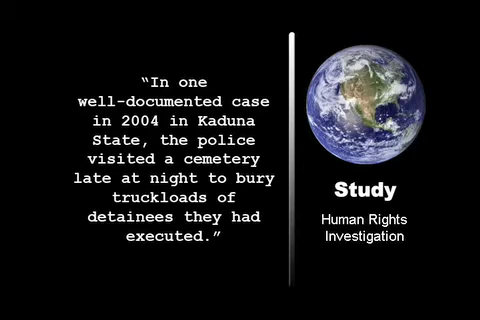 “In one
well-documented case
in 2004 in Kaduna
State, the police
visited a cemetery
late at night to bury
truckloads of
detainees they had
executed.”
Study
Human Rights
Investigation